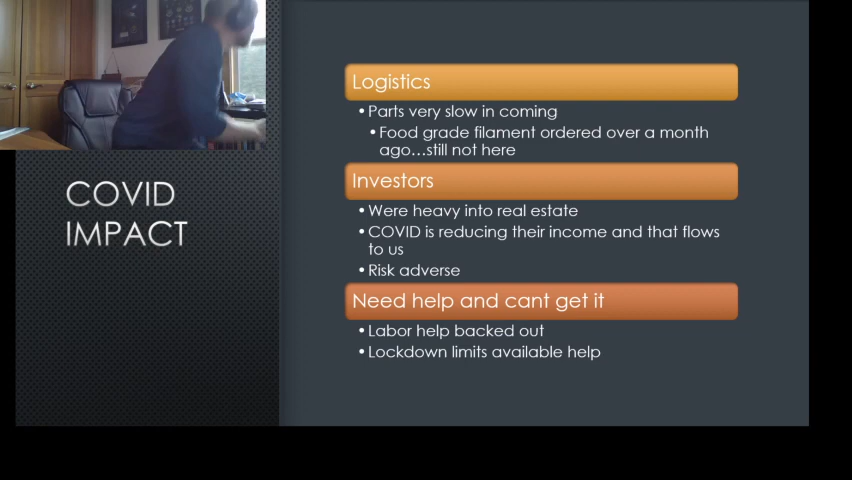 COVID
IMPACT
Logistics
•Parts very slow in coming
•Food grade filament ordered over a month
ago...still not here
Investors
•Were heavy into real estate
•COVID is reducing their income and that flows
to us
•Risk adverse
Need help and cant get it
•Labor help backed out
•Lockdown limits available help